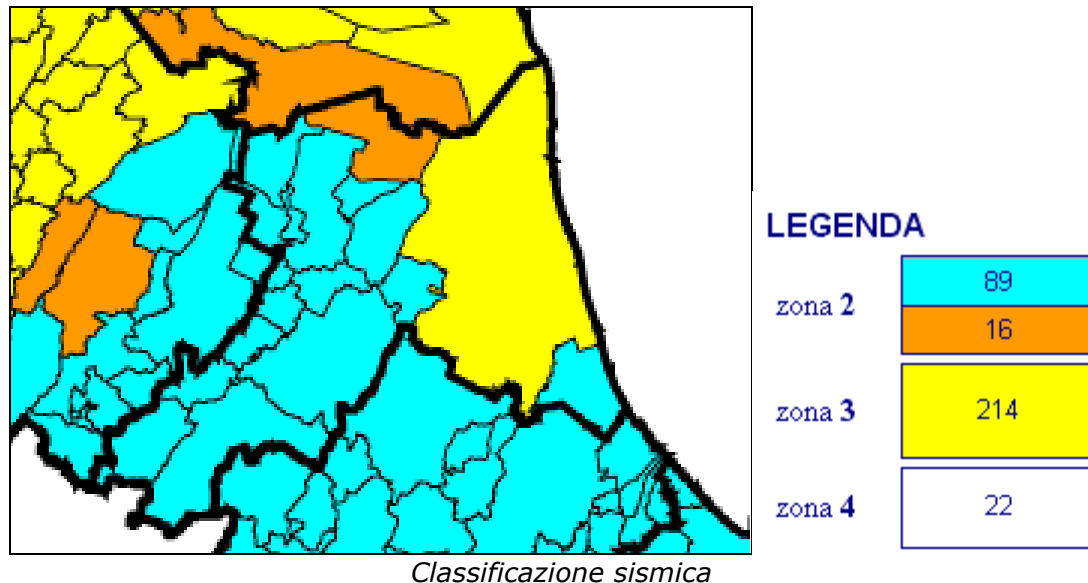 LEGENDA
zona 2
89
16
zona 3
214
zona 4
22
Classificazione sismica